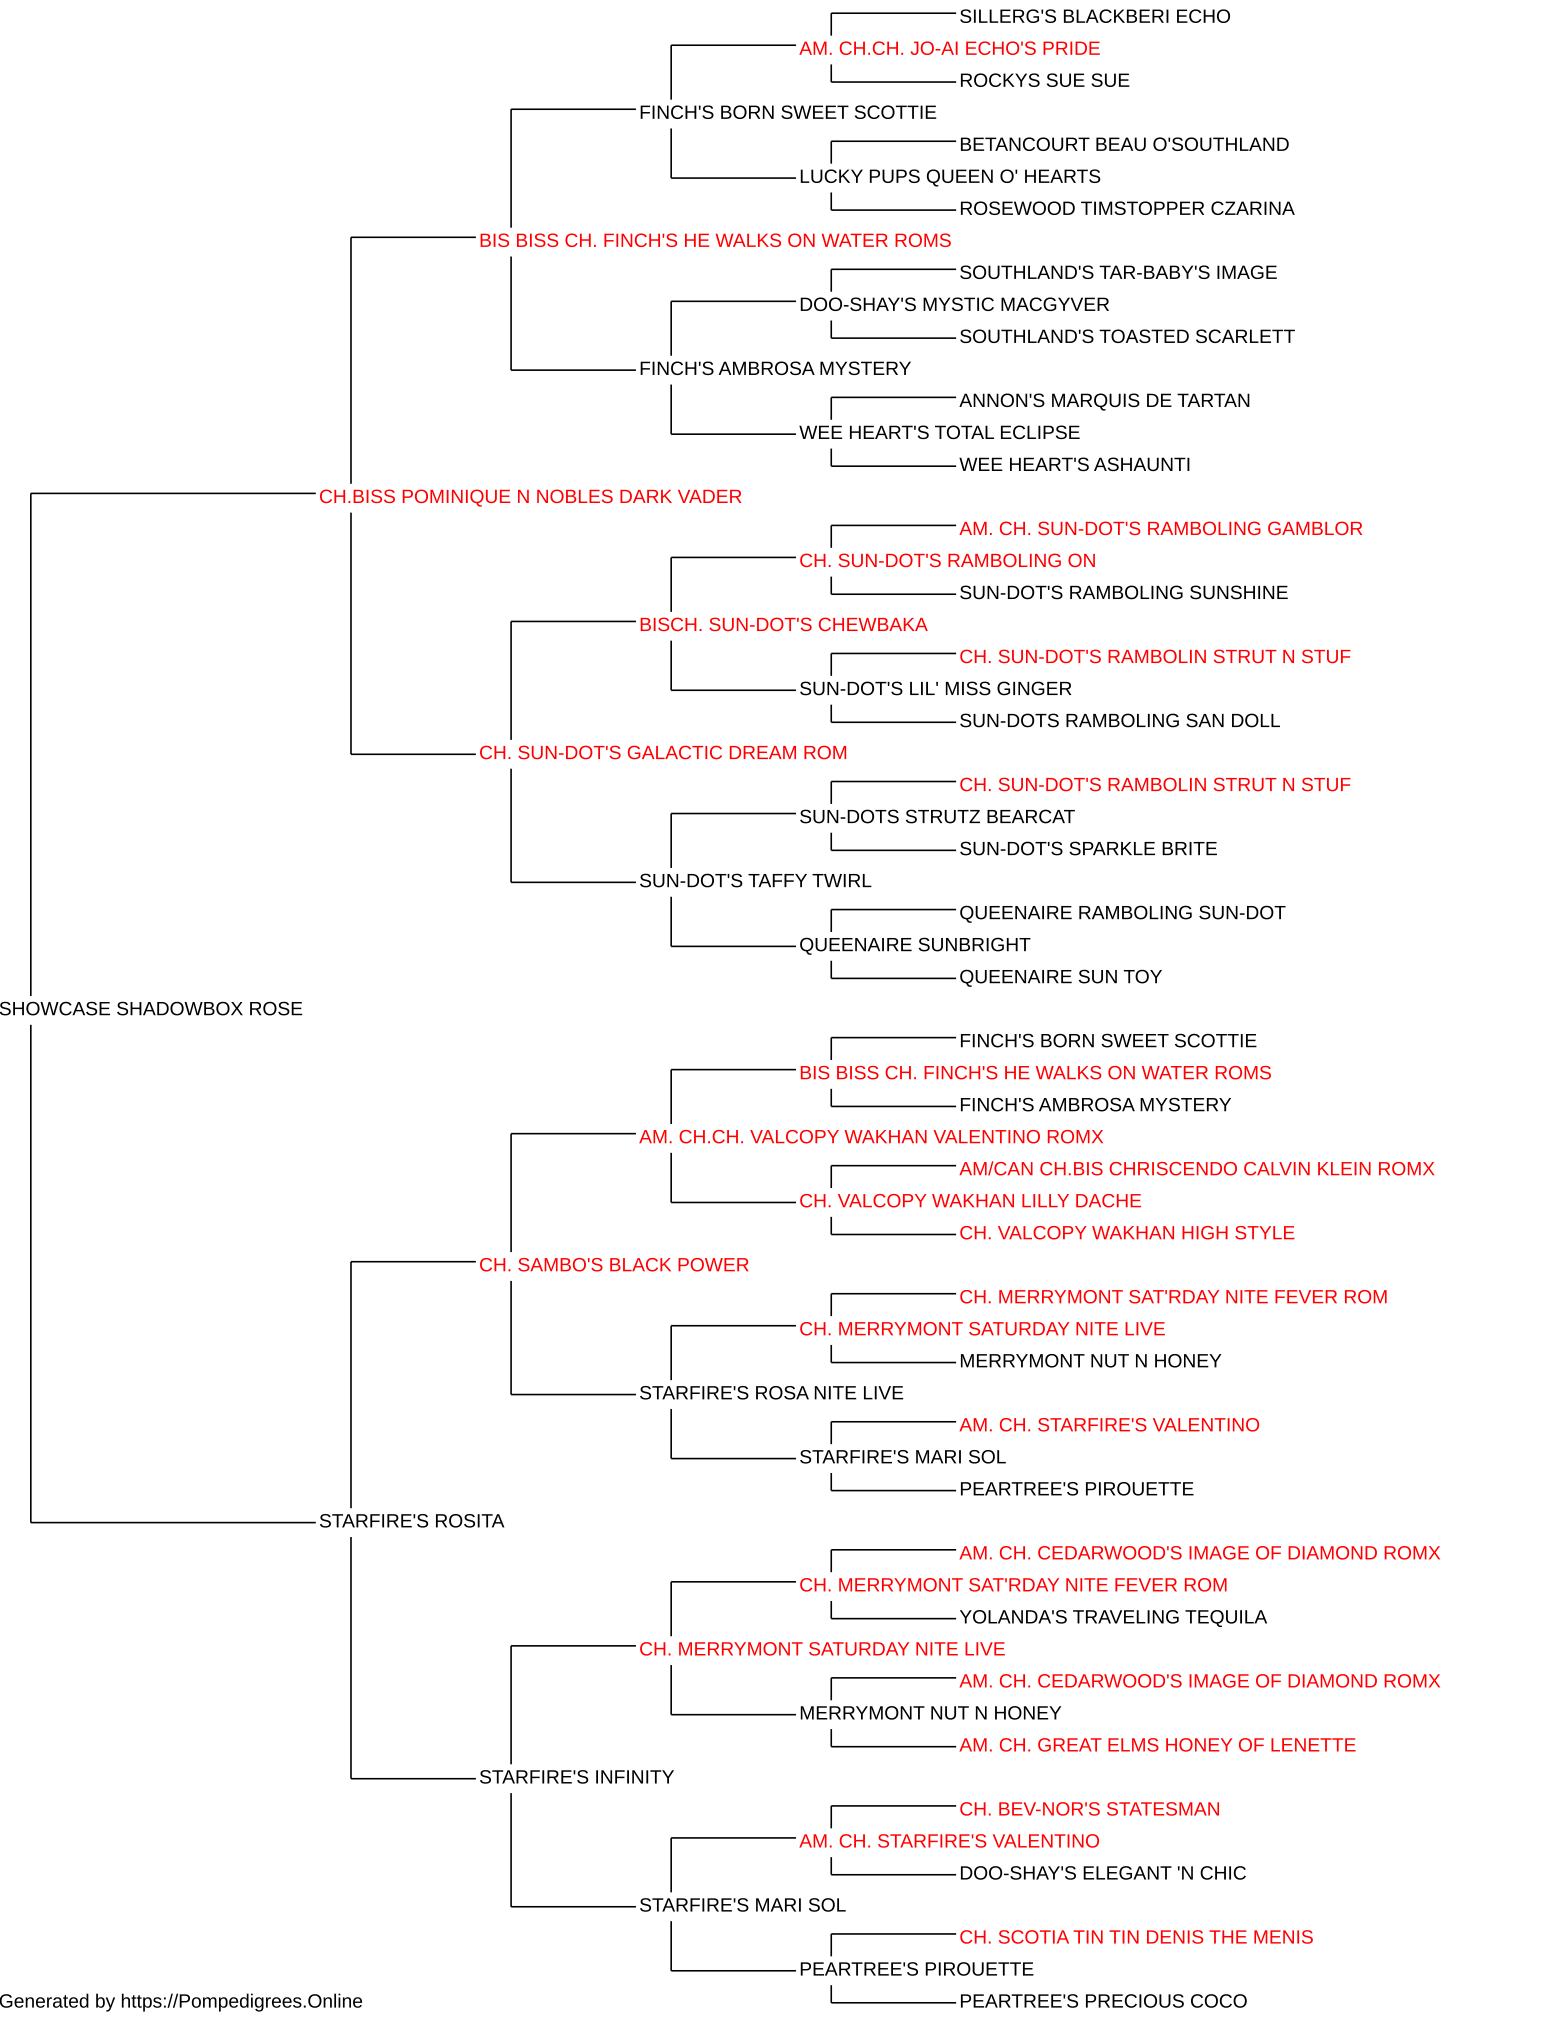 SILLERG'S BLACKBERI ECHO
AM. CH.CH. JO-AI ECHO'S PRIDE
ROCKYS SUE SUE
FINCH'S BORN SWEET SCOTTIE
BETANCOURT BEAU O'SOUTHLAND
LUCKY PUPS QUEEN O' HEARTS
ROSEWOOD TIMSTOPPER CZARINA
BIS BISS CH. FINCH'S HE WALKS ON WATER ROMS
SOUTHLAND'S TAR-BABY'S IMAGE
DOO-SHAY'S MYSTIC MACGYVER
SOUTHLAND'S TOASTED SCARLETT
FINCH'S AMBROSA MYSTERY
ANNON'S MARQUIS DE TARTAN
WEE HEART'S TOTAL ECLIPSE
WEE HEART'S ASHAUNTI
CH.BISS POMINIQUE N NOBLES DARK VADER
AM. CH. SUN-DOT'S RAMBOLING GAMBLOR
CH. SUN-DOT'S RAMBOLING ON
SUN-DOT'S RAMBOLING SUNSHINE
BISCH. SUN-DOT'S CHEWBAKA
CH. SUN-DOT'S RAMBOLIN STRUT N STUF
SUN-DOT'S LIL' MISS GINGER
SUN-DOTS RAMBOLING SAN DOLL
CH. SUN-DOT'S GALACTIC DREAM ROM
CH. SUN-DOT'S RAMBOLIN STRUT N STUF
SUN-DOTS STRUTZ BEARCAT
SUN-DOT'S SPARKLE BRITE
SUN-DOT'S TAFFY TWIRL
QUEENAIRE RAMBOLING SUN-DOT
QUEENAIRE SUNBRIGHT
QUEENAIRE SUN TOY
SHOWCASE SHADOWBOX ROSE
FINCH'S BORN SWEET SCOTTIE
BIS BISS CH. FINCH'S HE WALKS ON WATER ROMS
FINCH'S AMBROSA MYSTERY
AM. CH.CH. VALCOPY WAKHAN VALENTINO ROMX
AM/CAN CH.BIS CHRISCENDO CALVIN KLEIN ROMX
CH. VALCOPY WAKHAN LILLY DACHE
CH. VALCOPY WAKHAN HIGH STYLE
CH. SAMBO'S BLACK POWER
CH. MERRYMONT SAT'RDAY NITE FEVER ROM
CH. MERRYMONT SATURDAY NITE LIVE
MERRYMONT NUT N HONEY
STARFIRE'S ROSA NITE LIVE
AM. CH. STARFIRE'S VALENTINO
STARFIRE'S MARI SOL
PEARTREE'S PIROUETTE
STARFIRE'S ROSITA
AM. CH. CEDARWOOD'S IMAGE OF DIAMOND ROMX
CH. MERRYMONT SAT'RDAY NITE FEVER ROM
YOLANDA'S TRAVELING TEQUILA
CH. MERRYMONT SATURDAY NITE LIVE
AM. CH. CEDARWOOD'S IMAGE OF DIAMOND ROMX
MERRYMONT NUT N HONEY
AM. CH. GREAT ELMS HONEY OF LENETTE
STARFIRE'S INFINITY
CH. BEV-NOR'S STATESMAN
AM. CH. STARFIRE'S VALENTINO
DOO-SHAY'S ELEGANT 'N CHIC
STARFIRE'S MARI SOL
CH. SCOTIA TIN TIN DENIS THE MENIS
PEARTREE'S PIROUETTE
PEARTREE'S PRECIOUS COCO
Generated by https://Pompedigrees.Online